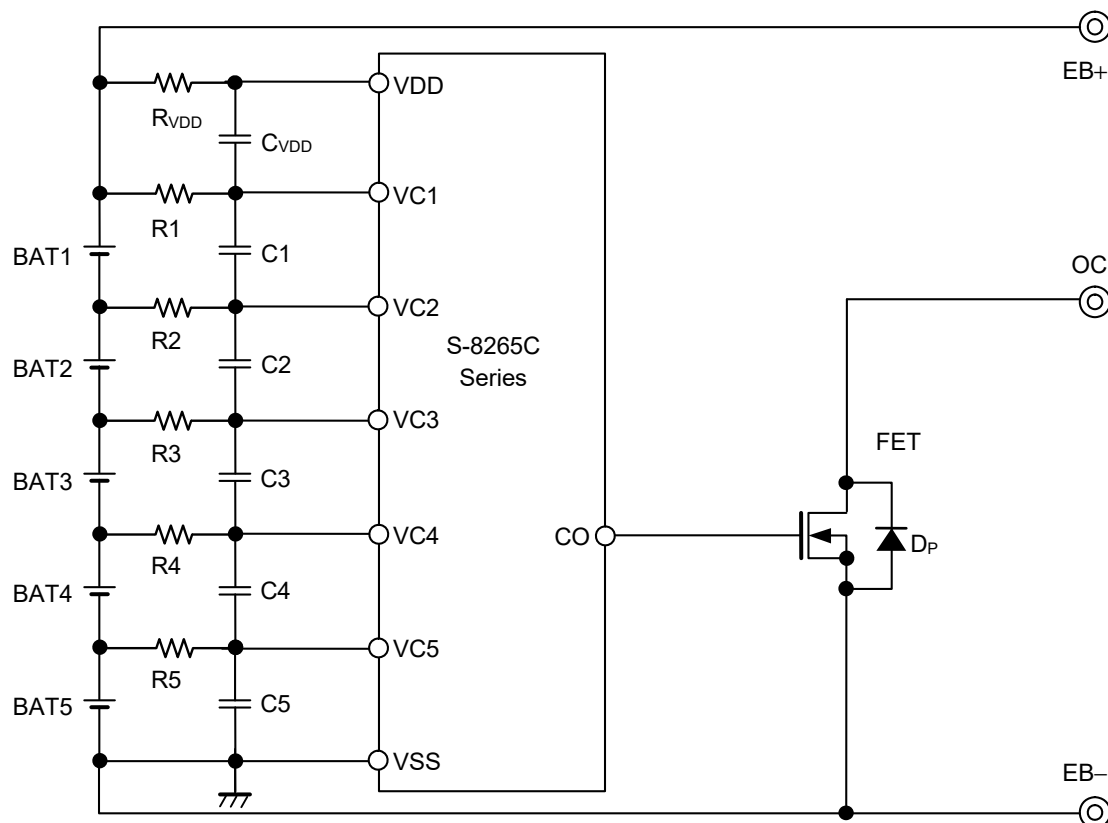 EB+
VDD
RVDD
CVDD
VC1
R1
BAT1
C1
OC
VC2
R2
S-8265C
Series
BAT2
C2
VC3
R3
FET
BAT3
C3
VC4
CO
R4
DP
BAT4
C4
VC5
R5
BAT5
C5
VSS
EB−